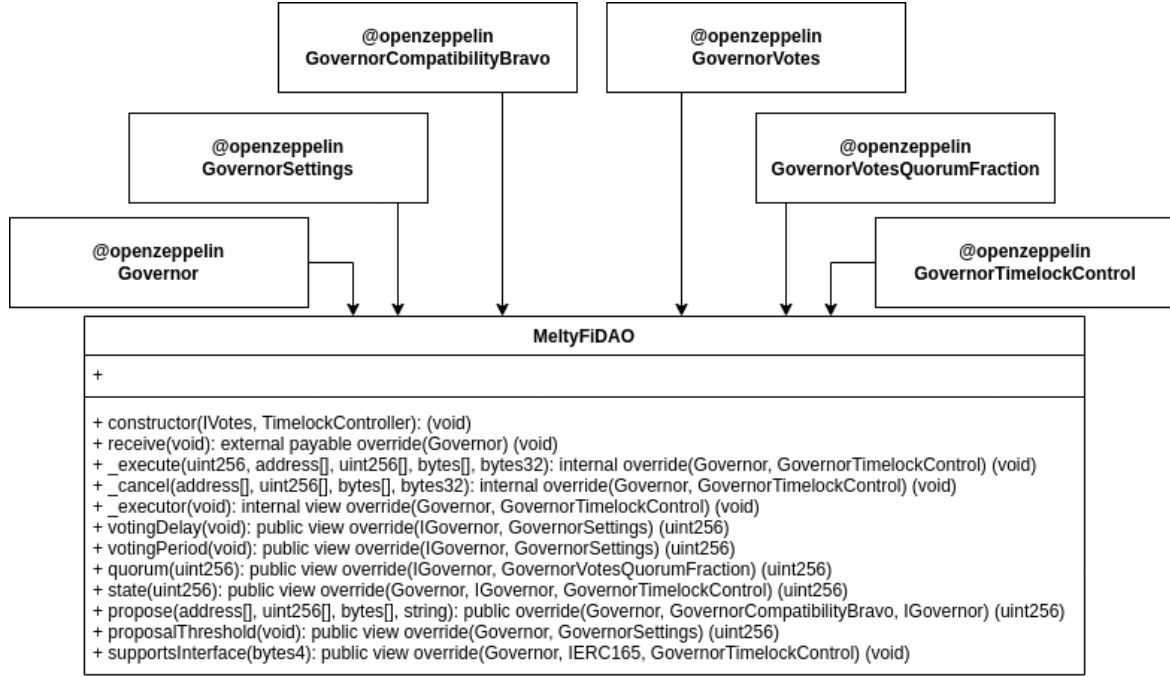 @openzeppelin
GovernorCompatibilityBravo
@openzeppelin
GovernorVotes
@openzeppelin
GovernorSettings
@openzeppelin
GovernorVotesQuorumFraction
@openzeppelin
Governor
@openzeppelin
GovernorTimelockControl
MeltyFiDAO
+
+ constructor(IVotes, TimelockController): (void)
+ receive(void): external payable override(Governor) (void)
+ _execute(uint256, address[], uint256[], bytes[], bytes32): internal override(Governor, GovernorTimelockControl) (void)
+ _cancel(address[], uint256[], bytes[], bytes32): internal override(Governor, GovernorTimelockControl) (void)
+ _executor(void): internal view override(Governor, GovernorTimelockControl) (void)
+ votingDelay(void): public view override(IGovernor, GovernorSettings) (uint256)
+ votingPeriod(void): public view override(IGovernor, GovernorSettings) (uint256)
+ quorum(uint256): public view override(IGovernor, GovernorVotesQuorumFraction) (uint256)
+ state(uint256): public view override(Governor, IGovernor, GovernorTimelockControl) (uint256)
+ propose(address[], uint256[], bytes[], string): public override(Governor, GovernorCompatibilityBravo, IGovernor) (uint256)
+ proposalThreshold(void): public view override(Governor, GovernorSettings) (uint256)
+ supportsInterface(bytes4): public view override(Governor, IERC165, GovernorTimelockControl) (void)